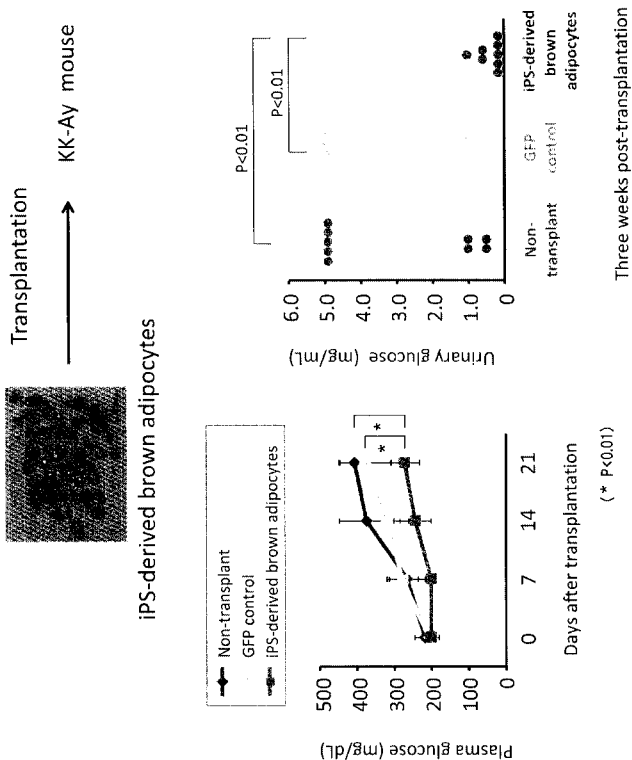 Transplantation
KK-Ay mouse
iPS-derived brown adipocytes
Non-transplant
GFP control
iPS-derived brown adipocytes
Plasma glucose (mg/dL)
500
400
300
200
100
0
*
*
0
7
14
21
Days after transplantation
(* P<0.01)
Urinary glucose (mg/mL)
6.0
5.0
4.0
3.0
2.0
1.0
0
P<0.01
P<0.01
Non-
transplant
GFP
control
iPS-derived
brown
adipocytes
Three weeks post-transplantation